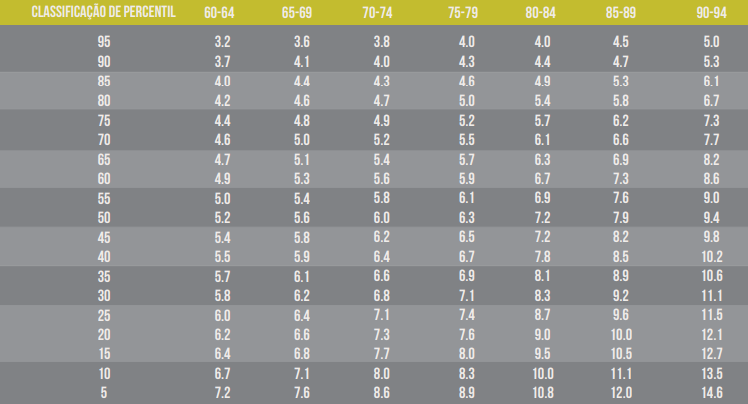 CLASSIFICAÇÃO DE PERCENTIL 60-64 65-69 70-74 75-79 80-84 85-89 90-94
95 3.2 3.6 3.8 4.0 4.0 4.5 5.0
90 3.7 4.1 4.0 4.3 4.4 4.7 5.3
85 4.0 4.4 4.3 4.6 4.9 5.3 6.1
80 4.2 4.6 4.7 5.0 5.4 5.8 6.7
75 4.4 4.8 4.9 5.2 5.7 6.2 7.3
70 4.6 5.0 5.2 5.5 6.1 6.6 7.7
65 4.7 5.1 5.4 5.7 6.3 6.9 8.2
60 4.9 5.3 5.6 5.9 6.7 7.3 8.6
55 5.0 5.4 5.8 6.1 6.9 7.6 9.0
50 5.2 5.6 6.0 6.3 7.2 7.9 9.4
45 5.4 5.8 6.2 6.5 7.2 8.2 9.8
40 5.5 5.9 6.4 6.7 7.8 8.5 10.2
35 5.7 6.1 6.6 6.9 8.1 8.9 10.6
30 5.8 6.2 6.8 7.1 8.3 9.2 11.1
25 6.0 6.4 7.1 7.4 8.7 9.6 11.5
20 6.2 6.6 7.3 7.6 9.0 10.0 12.1
15 6.4 6.8 7.7 8.0 9.5 10.5 12.7
10 6.7 7.1 8.0 8.3 10.0 11.1 13.5
5 7.2 7.6 8.6 8.9 10.8 12.0 14.6